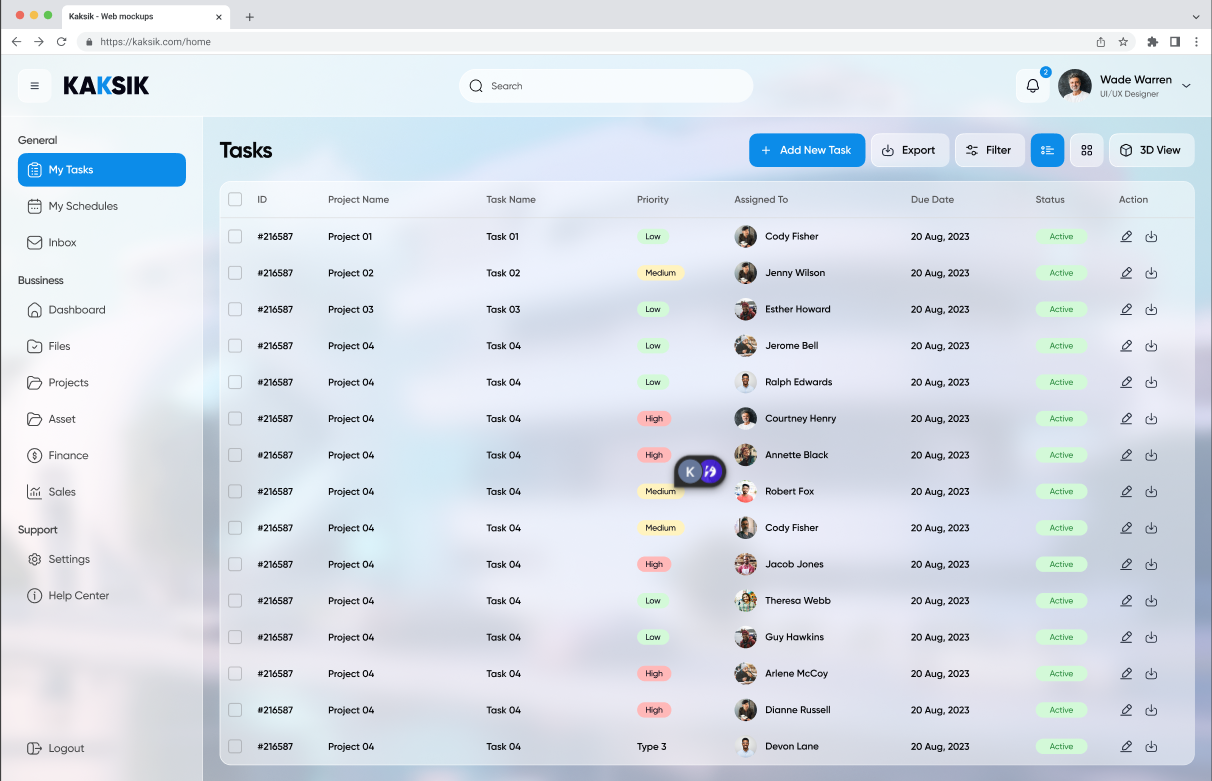 Kaksik - Web mockups
https://kaksik.com/home
KAKSIK
Search
2
Wade Warren
UI/UX Designer
General
My Tasks
My Schedules
Inbox
Bussiness
Dashboard
Files
Projects
Asset
Finance
Sales
Support
Settings
Help Center
Logout
Tasks
Add New Task
Export
Filter
3D View
ID Project Name Task Name Priority Assigned To Due Date Status Action
#216587 Project 01 Task 01 Low Cody Fisher 20 Aug, 2023 Active
#216587 Project 02 Task 02 Medium Jenny Wilson 20 Aug, 2023 Active
#216587 Project 03 Task 03 Low Esther Howard 20 Aug, 2023 Active
#216587 Project 04 Task 04 Low Jerome Bell 20 Aug, 2023 Active
#216587 Project 04 Task 04 Low Ralph Edwards 20 Aug, 2023 Active
#216587 Project 04 Task 04 High Courtney Henry 20 Aug, 2023 Active
#216587 Project 04 Task 04 High Annette Black 20 Aug, 2023 Active
K
#216587 Project 04 Task 04 Medium Robert Fox 20 Aug, 2023 Active
#216587 Project 04 Task 04 Medium Cody Fisher 20 Aug, 2023 Active
#216587 Project 04 Task 04 High Jacob Jones 20 Aug, 2023 Active
#216587 Project 04 Task 04 Low Theresa Webb 20 Aug, 2023 Active
#216587 Project 04 Task 04 Low Guy Hawkins 20 Aug, 2023 Active
#216587 Project 04 Task 04 High Arlene McCoy 20 Aug, 2023 Active
#216587 Project 04 Task 04 High Dianne Russell 20 Aug, 2023 Active
#216587 Project 04 Task 04 Type 3 Devon Lane 20 Aug, 2023 Active